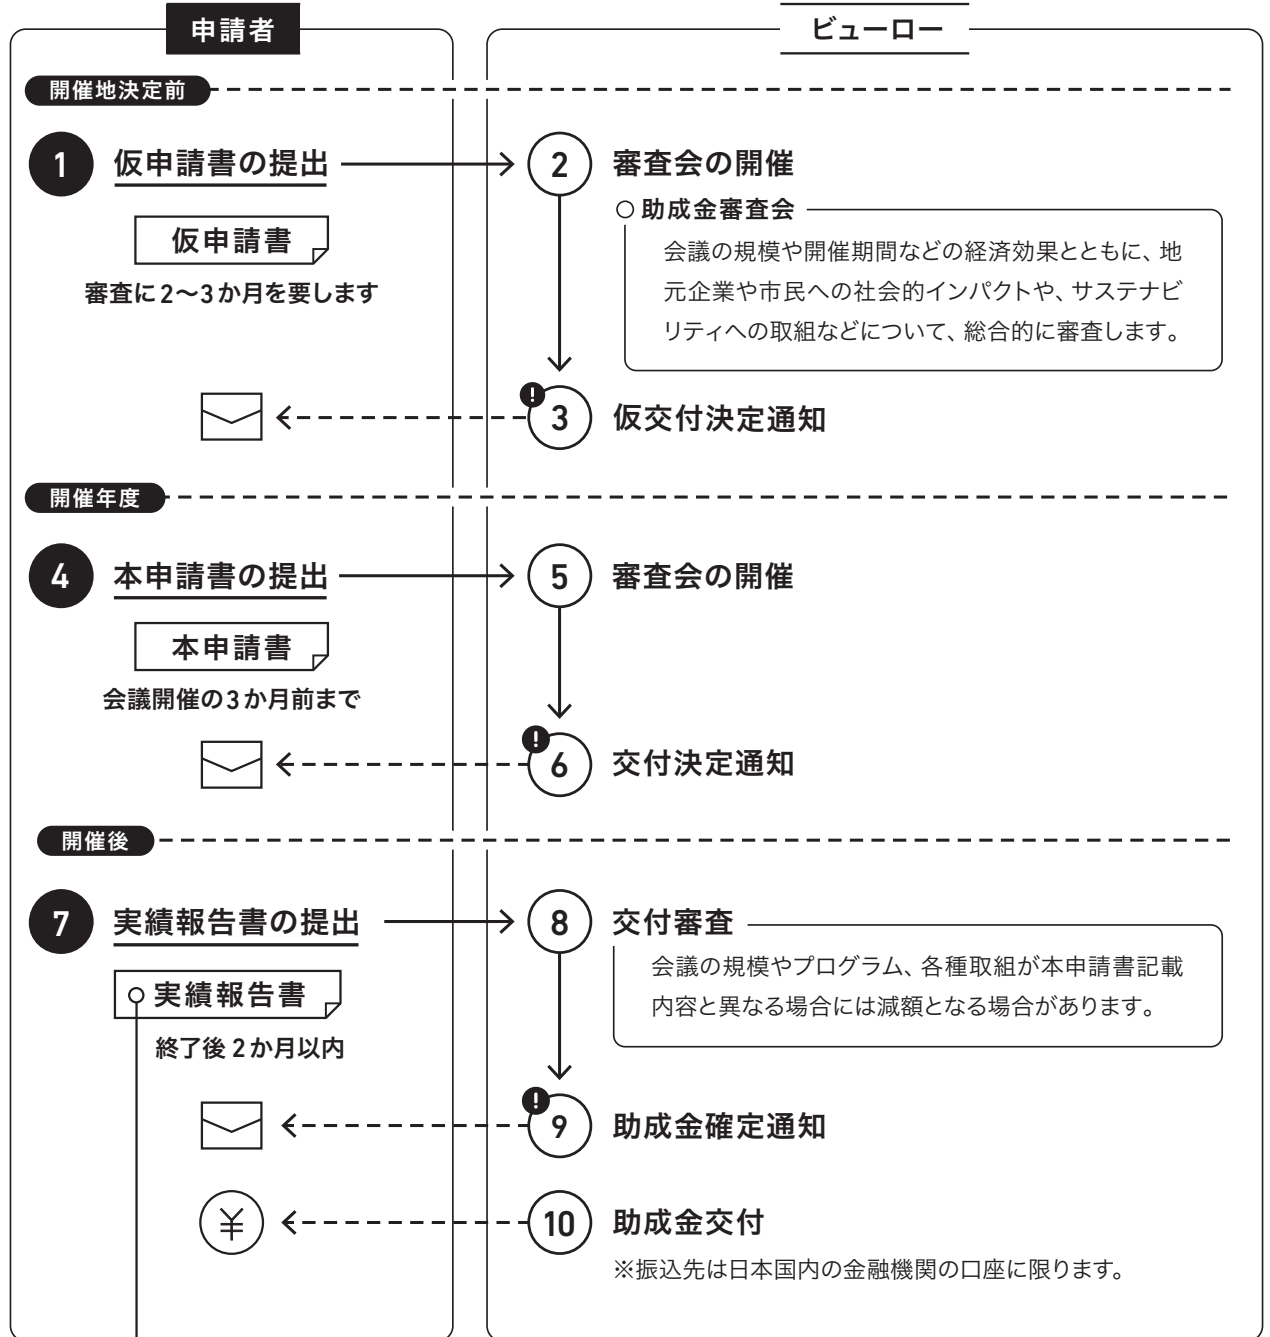 申請者
ビューロー
開催地決定前
1 仮申請書の提出
2 審査会の開催
仮申請書
審査に2～3か月を要します
助成金審査会
会議の規模や開催期間などの経済効果とともに、地
元企業や市民への社会的インパクトや、サステナビ
リティへの取組などについて、総合的に審査します。
! 3 仮交付決定通知
開催年度
4 本申請書の提出
5 審査会の開催
本申請書
会議開催の3か月前まで
! 6 交付決定通知
開催後
7 実績報告書の提出
8 交付審査
会議の規模やプログラム、各種取組が本申請書記載
内容と異なる場合には減額となる場合があります。
実績報告書
終了後2か月以内
! 9 助成金確定通知
¥
10 助成金交付
※振込先は日本国内の金融機関の口座に限ります。